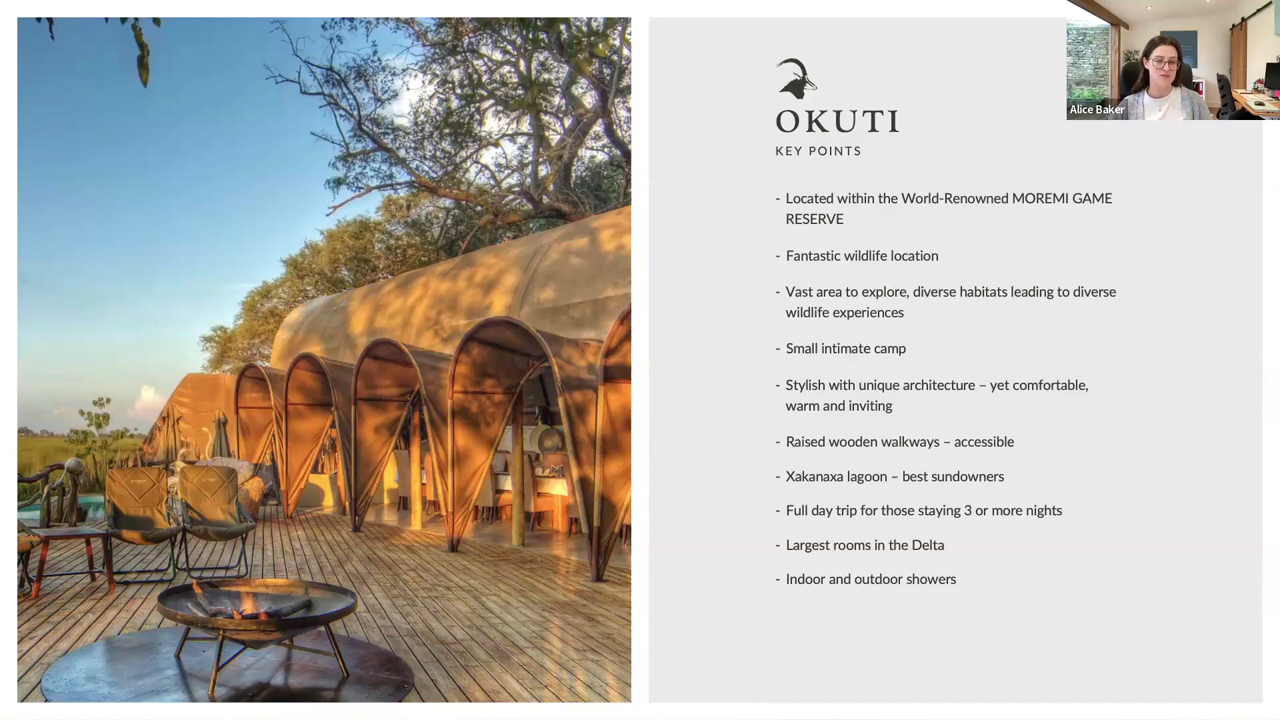 OKUTI
KEY POINTS
Alice Baker
- Located within the World-Renowned MOREMI GAME
RESERVE
- Fantastic wildlife location
- Vast area to explore, diverse habitats leading to diverse
wildlife experiences
- Small intimate camp
- Stylish with unique architecture – yet comfortable,
warm and inviting
- Raised wooden walkways – accessible
- Xakanaxa lagoon – best sundowners
- Full day trip for those staying 3 or more nights
- Largest rooms in the Delta
- Indoor and outdoor showers